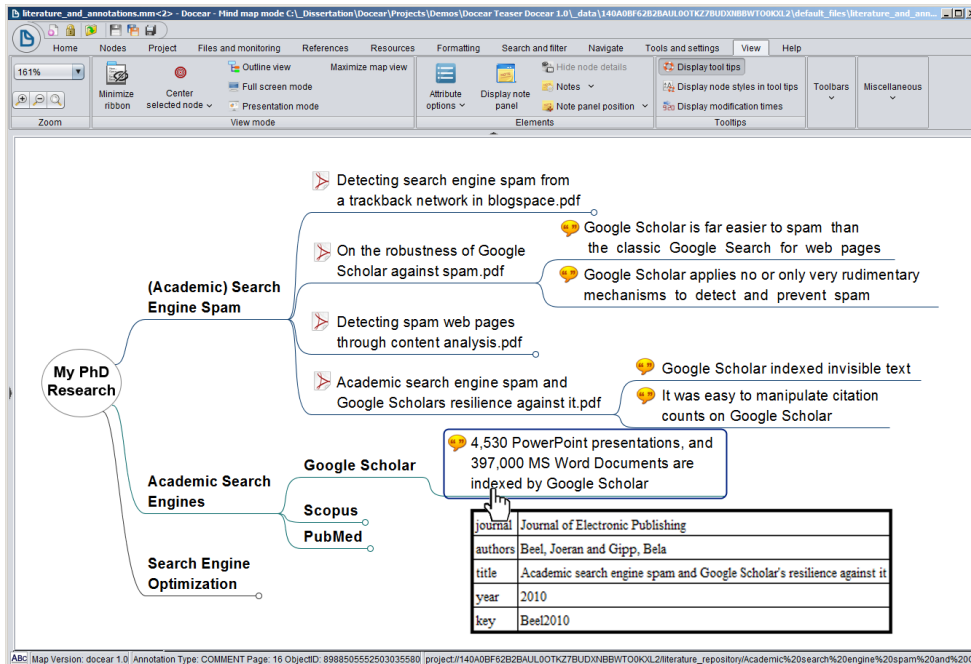 literature_and_annotations.mm<2> - Docear - Mind map mode C:\_Dissertation\Docear\Projects\Demos\Docear Teaser Docear 1.0\_data\140A0BF62B2BAUL0OTKZ7BUDXNBBWTO0KXL2\default_files\literature_and_ann...
Home Nodes Project Files and monitoring References Resources Formatting Search and filter Navigate Tools and settings View Help
161%
Minimize ribbon
Center selected node
Outline view
Full screen mode
Presentation mode
Maximize map view
Attribute options
Display note panel
Hide node details
Notes
Note panel position
Display tool tips
Display node styles in tool tips
Display modification times
Toolbars
Miscellaneous
Zoom View mode Elements Tooltips
My PhD
Research
(Academic) Search
Engine Spam
Detecting search engine spam from
a trackback network in blogspace.pdf
On the robustness of Google
Scholar against spam.pdf
Google Scholar is far easier to spam than
the classic Google Search for web pages
Google Scholar applies no or only very rudimentary
mechanisms to detect and prevent spam
Detecting spam web pages
through content analysis.pdf
Academic search engine spam and
Google Scholars resilience against it.pdf
Google Scholar indexed invisible text
It was easy to manipulate citation
counts on Google Scholar
Academic Search
Engines
Google Scholar
4,530 PowerPoint presentations, and
397,000 MS Word Documents are
indexed by Google Scholar
Scopus
PubMed
Search Engine
Optimization
journal Journal of Electronic Publishing
authors Beel, Joeran and Gipp, Bela
title Academic search engine spam and Google Scholar's resilience against it
year 2010
key Beel2010
ABC Map Version: docear 1.0 Annotation Type: COMMENT Page: 16 ObjectID: 8988505552503035580 project://140A0BF62B2BAUL0OTKZ7BUDXNBBWTO0KXL2/literature_repository/Academic%20search%20engine%20spam%20and%20